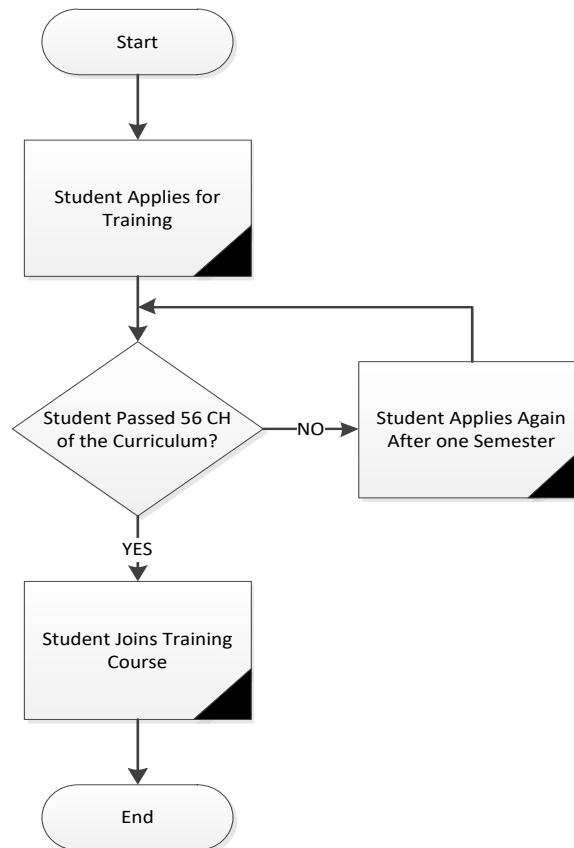 Start
Student Applies for
Training
Student Passed 56 CH
of the Curriculum?
NO
Student Applies Again
After one Semester
YES
Student Joins Training
Course
End